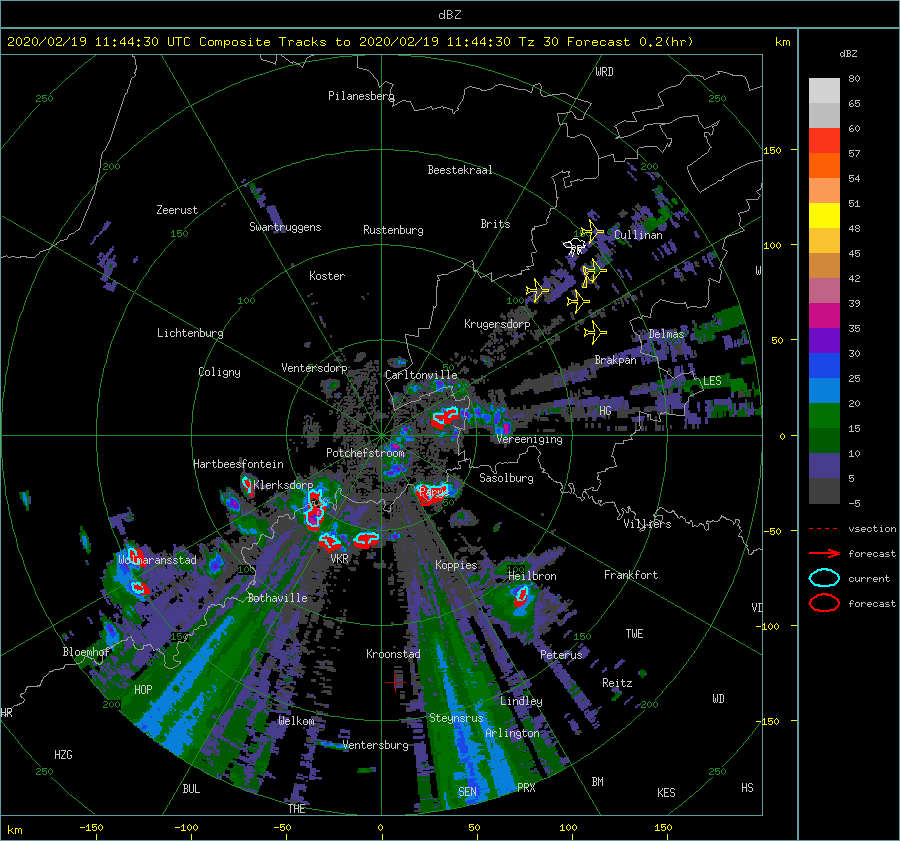 dBZ
2020/02/19 11:44:30 UTC Composite Tracks to 2020/02/19 11:44:30 Tz 30 Forecast 0.2(hr)
km
dBZ
WRD
80
Pilanesberg
250
250
65
60
150
57
200
Beestekraal
200
54
Zeerust
51
Swartruggens
150
Rustenburg
Brits
Cullinan
48
100
45
Koster
W
42
100
100
39
Krugersdorp
35
Lichtenburg
Delmas
50
30
Coligny
Ventersdorp
Carltonville
Brakpan
LES
25
20
HG
15
Vereeniging
0
10
Potchefstroom
Hartbeesfontein
5
Klerksdorp
Parys
Sasolburg
-5
50
Villiers
-50
vsection
Wolmaransstad
VKR
Koppies
forecast
100
100
Heilbron
Frankfort
current
Bothaville
VD
forecast
-100
150
150
TWE
Bloemhof
Kroonstad
Peterus
HOP
Reitz
WD
200
Lindley
200
HR
Welkom
Steynsrus
-150
Arlington
HZG
Ventersburg
250
250
BUL
SEN
PRX
BM
KES
HS
THE
km
-150
-100
-50
0
50
100
150